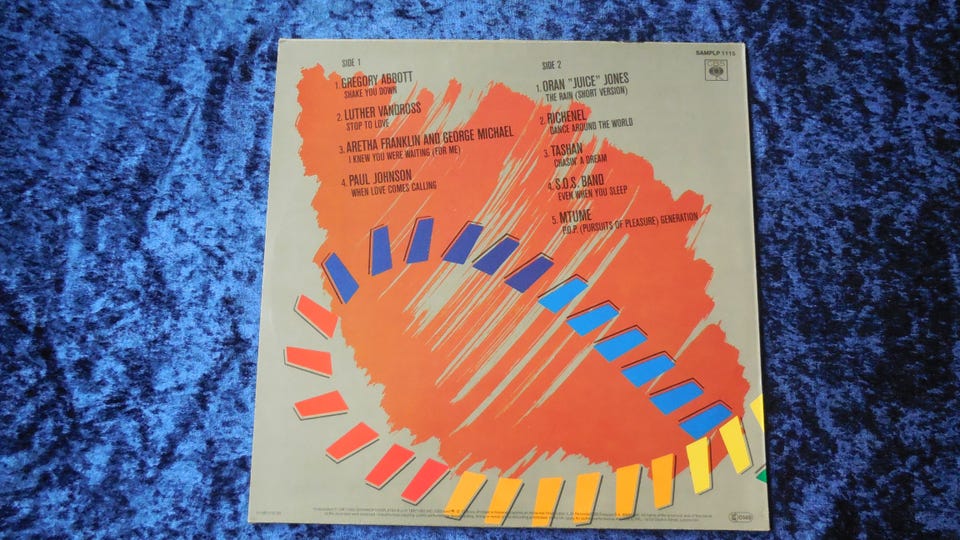 SAMPLP 1115
CBS
SIDE 1
1. GREGORY ABBOTT
SHAKE YOU DOWN
2. LUTHER VANDROSS
STOP TO LOVE
3. ARETHA FRANKLIN AND GEORGE MICHAEL
I KNEW YOU WERE WAITING (FOR ME)
4. PAUL JOHNSON
WHEN LOVE COMES CALLING
SIDE 2
1. ORAN "JUICE" JONES
THE RAIN (SHORT VERSION)
2. RICHENEL
DANCE AROUND THE WORLD
3. TASHAN
CHASIN' A DREAM
4. S.O.S. BAND
EVEN WHEN YOU SLEEP
5. MTUME
P.O.P. (PURSUITS OF PLEASURE) GENERATION